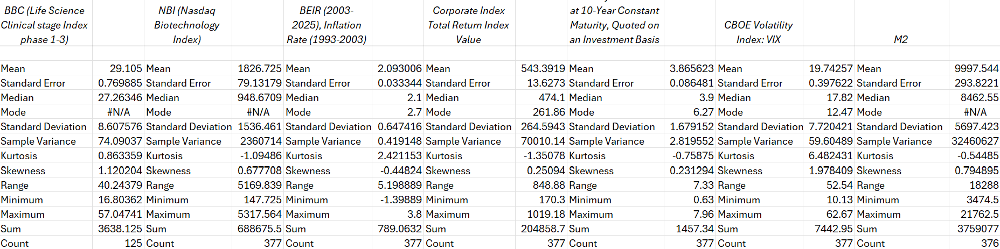 BBC (Life Science Clinical stage Index phase 1-3) NBI (Nasdaq Biotechnology Index) BEIR (2003-2025), Inflation Rate (1993-2003) Corporate Index Total Return Index Value at 10-Year Constant Maturity, Quoted on an Investment Basis CBOE Volatility Index: VIX M2
Mean 29.105 Mean 1826.725 Mean 2.093006 Mean 543.3919 Mean 3.865623 Mean 19.74257 Mean 9997.544
Standard Error 0.769885 Standard Error 79.13179 Standard Error 0.033344 Standard Error 13.6273 Standard Error 0.086481 Standard Error 0.397622 Standard Error 293.8221
Median 27.26346 Median 948.6709 Median 2.1 Median 474.1 Median 3.9 Median 17.82 Median 8462.55
Mode #N/A Mode #N/A Mode 2.7 Mode 261.86 Mode 6.27 Mode 12.47 Mode #N/A
Standard Deviation 8.607576 Standard Deviation 1536.461 Standard Deviation 0.647416 Standard Deviation 264.5943 Standard Deviation 1.679152 Standard Deviation 7.720421 Standard Deviation 5697.423
Sample Variance 74.09037 Sample Variance 2360714 Sample Variance 0.419148 Sample Variance 70010.14 Sample Variance 2.819552 Sample Variance 59.60489 Sample Variance 32460627
Kurtosis 0.863359 Kurtosis -1.09486 Kurtosis 2.421153 Kurtosis -1.35078 Kurtosis -0.75875 Kurtosis 6.482431 Kurtosis -0.54485
Skewness 1.120204 Skewness 0.677708 Skewness -0.44824 Skewness 0.25094 Skewness 0.231294 Skewness 1.978409 Skewness 0.794895
Range 40.24379 Range 5169.839 Range 5.198889 Range 848.88 Range 7.33 Range 52.54 Range 18288
Minimum 16.80362 Minimum 147.725 Minimum -1.39889 Minimum 170.3 Minimum 0.63 Minimum 10.13 Minimum 3474.5
Maximum 57.04741 Maximum 5317.564 Maximum 3.8 Maximum 1019.18 Maximum 7.96 Maximum 62.67 Maximum 21762.5
Sum 3638.125 Sum 688675.5 Sum 789.0632 Sum 204858.7 Sum 1457.34 Sum 7442.95 Sum 3759077
Count 125 Count 377 Count 377 Count 377 Count 377 Count 377 Count 376